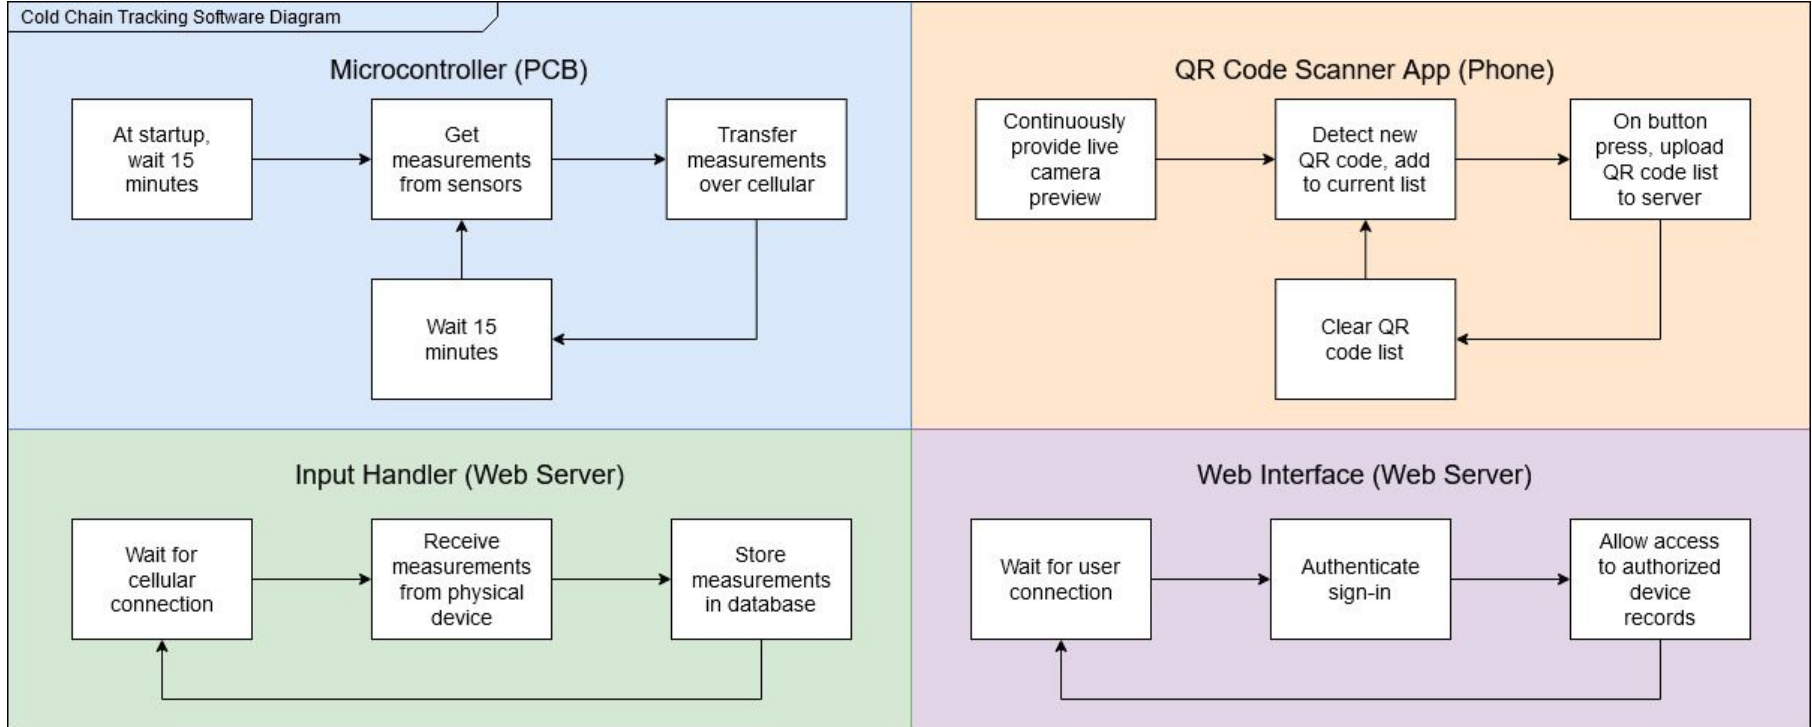 Cold Chain Tracking Software Diagram
Microcontroller (PCB)
At startup,
wait 15
minutes
Get
measurements
from sensors
Transfer
measurements
over cellular
Wait 15
minutes
QR Code Scanner App (Phone)
Continuously
provide live
camera
preview
Detect new
QR code, add
to current list
On button
press, upload
QR code list
to server
Clear QR
code list
Input Handler (Web Server)
Wait for
cellular
connection
Receive
measurements
from physical
device
Store
measurements
in database
Web Interface (Web Server)
Wait for user
connection
Authenticate
sign-in
Allow access
to authorized
device
records